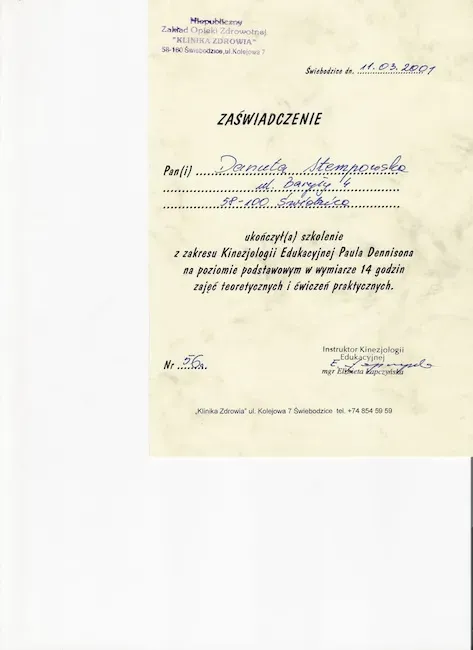 Niepubliczny
Zakład Opieki Zdrowotnej
"KLINIKA ZDROWIA"
58-160 Świebodzice, ul. Kolejowa 7
Świebodzice dn. 11.03.2001
ZAŚWIADCZENIE
Pan(i) Danuta Stempowska
ul. Baryły 4
58-100 Świdnica
ukończył(a) szkolenie
z zakresu Kinezjologii Edukacyjnej Paula Dennisona
na poziomie podstawowym w wymiarze 14 godzin
zajęć teoretycznych i ćwiczeń praktycznych.
Instruktor Kinezjologii
Edukacyjnej
Nr 56a.
mgr Elżbieta Łapczyńska
„Klinika Zdrowia" ul. Kolejowa 7 Świebodzice tel. +74 854 59 59